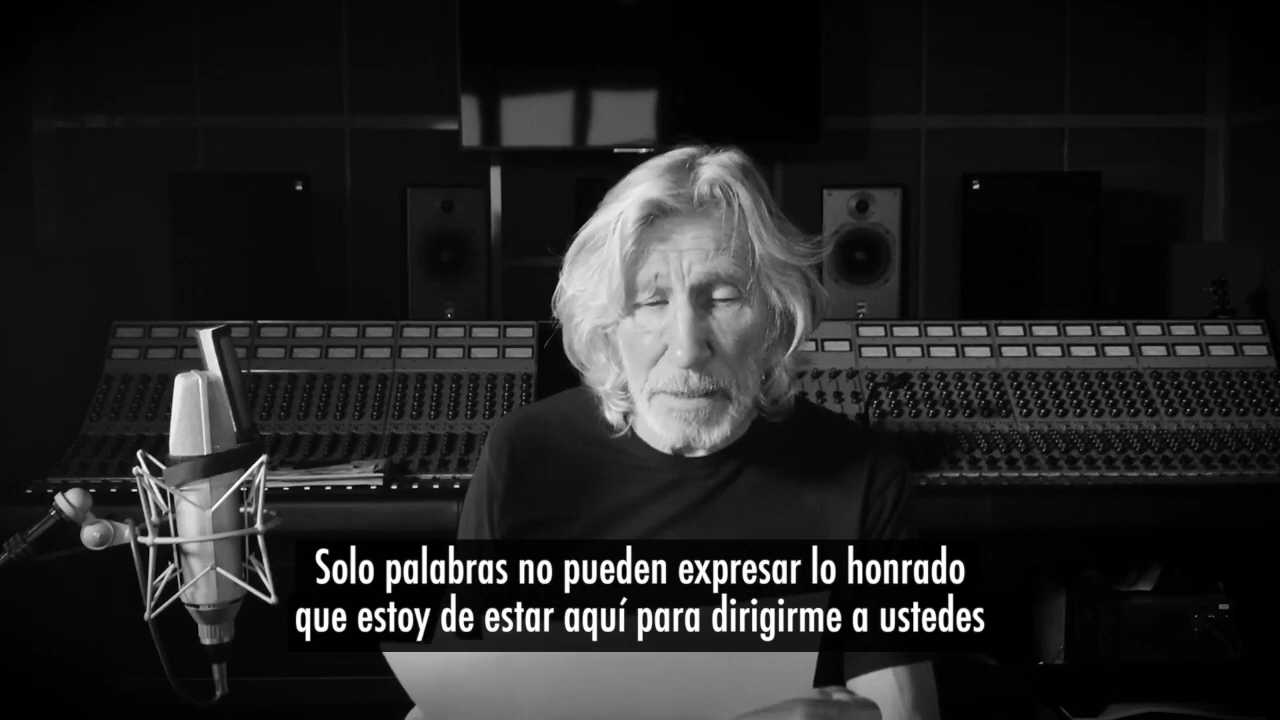 Solo palabras no pueden expresar lo honrado
que estoy de estar aquí para dirigirme a ustedes